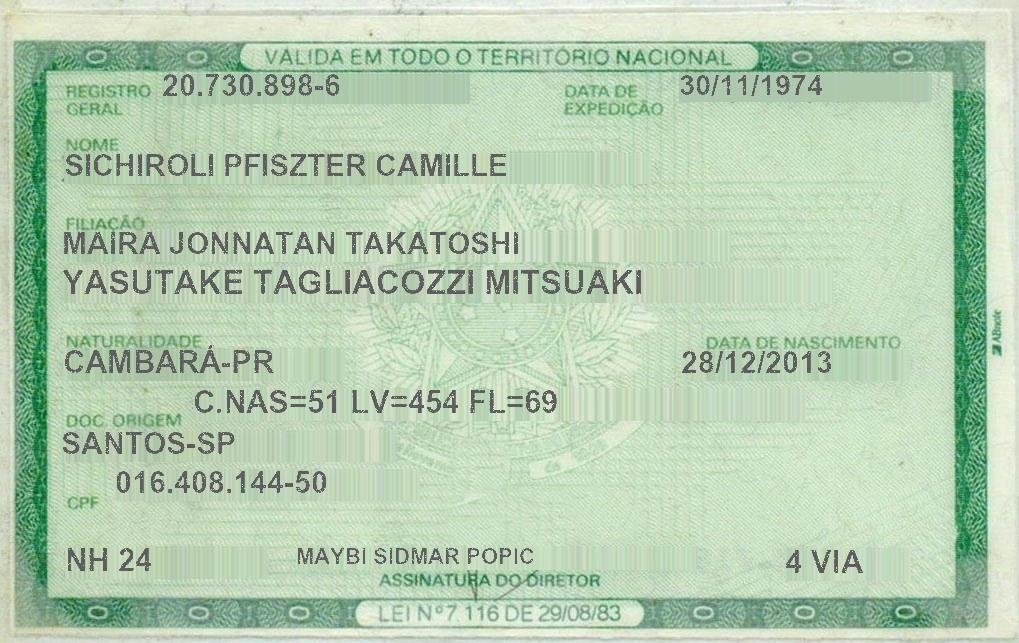 VÁLIDA EM TODO O TERRITÓRIO NACIONAL
REGISTRO GERAL 20.730.898-6 DATA DE EXPEDIÇÃO 30/11/1974
NOME
SICHIROLI PFISZTER CAMILLE
FILIAÇÃO
MAIRA JONNATAN TAKATOSHI
YASUTAKE TAGLIACOZZI MITSUAKI
NATURALIDADE DATA DE NASCIMENTO
CAMBARÁ-PR 28/12/2013
C.NAS=51 LV=454 FL=69
DOC. ORIGEM
SANTOS-SP
016.408.144-50
CPF
NH 24 MAYBI SIDMAR POPIC 4 VIA
ASSINATURA DO DIRETOR
LEI Nº 7.116 DE 29/08/83
ABnote